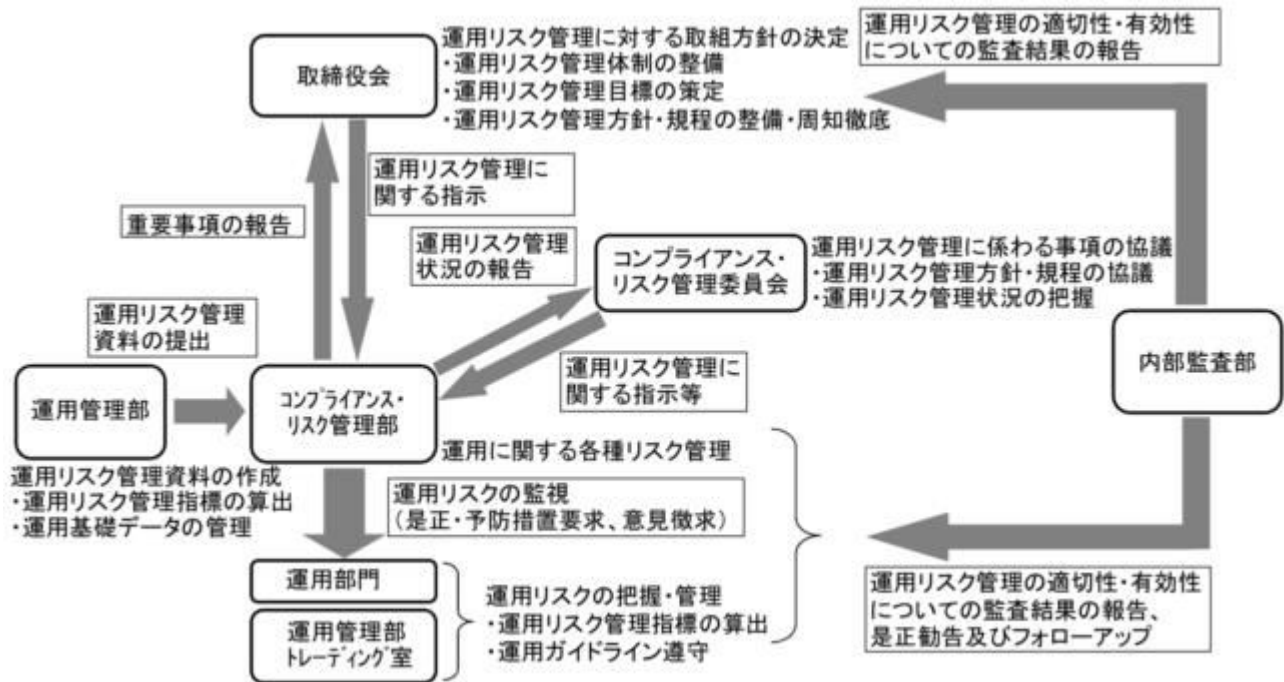 運用リスク管理に対する取組方針の決定
・運用リスク管理体制の整備
・運用リスク管理目標の策定
・運用リスク管理方針・規程の整備・周知徹底
取締役会
運用リスク管理の適切性・有効性
についての監査結果の報告
運用リスク管理に
関する指示
重要事項の報告
運用リスク管理
状況の報告
コンプライアンス・
リスク管理委員会
運用リスク管理に係わる事項の協議
・運用リスク管理方針・規程の協議
・運用リスク管理状況の把握
運用リスク管理
資料の提出
運用リスク管理に
関する指示等
内部監査部
運用管理部
コンプライアンス・
リスク管理部
運用に関する各種リスク管理
運用リスク管理資料の作成
・運用リスク管理指標の算出
・運用基礎データの管理
運用リスクの監視
（是正・予防措置要求、意見徴求）
運用部門
運用管理部
トレーディング室
運用リスクの把握・管理
・運用リスク管理指標の算出
・運用ガイドライン遵守
運用リスク管理の適切性・有効性
についての監査結果の報告、
是正勧告及びフォローアップ